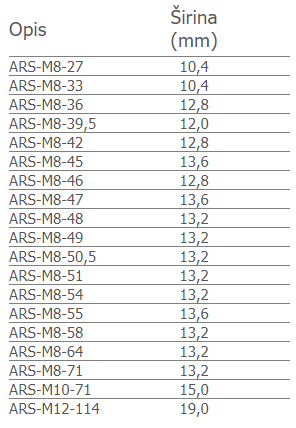 Opis Širina
(mm)
ARS-M8-27 10,4
ARS-M8-33 10,4
ARS-M8-36 12,8
ARS-M8-39,5 12,0
ARS-M8-42 12,8
ARS-M8-45 13,6
ARS-M8-46 12,8
ARS-M8-47 13,6
ARS-M8-48 13,2
ARS-M8-49 13,2
ARS-M8-50,5 13,2
ARS-M8-51 13,2
ARS-M8-54 13,2
ARS-M8-55 13,6
ARS-M8-58 13,2
ARS-M8-64 13,2
ARS-M8-71 13,2
ARS-M10-71 15,0
ARS-M12-114 19,0